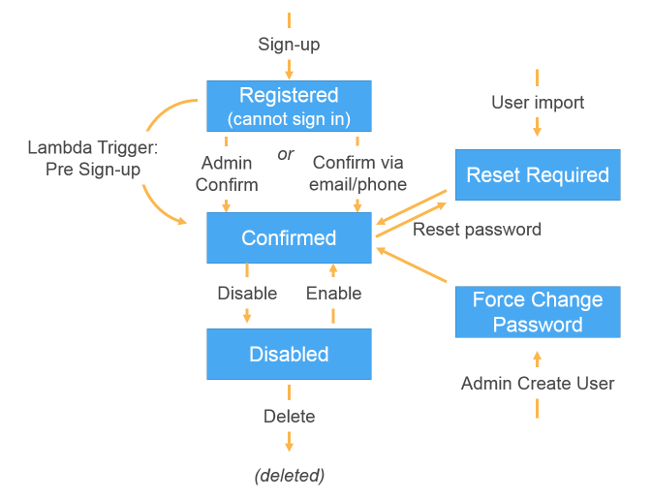 Sign-up
Registered
(cannot sign in)
User import
Lambda Trigger:
Pre Sign-up
Admin
Confirm
or
Confirm via
email/phone
Reset Required
Confirmed
Reset password
Disable
Enable
Force Change
Password
Disabled
Admin Create User
Delete
(deleted)